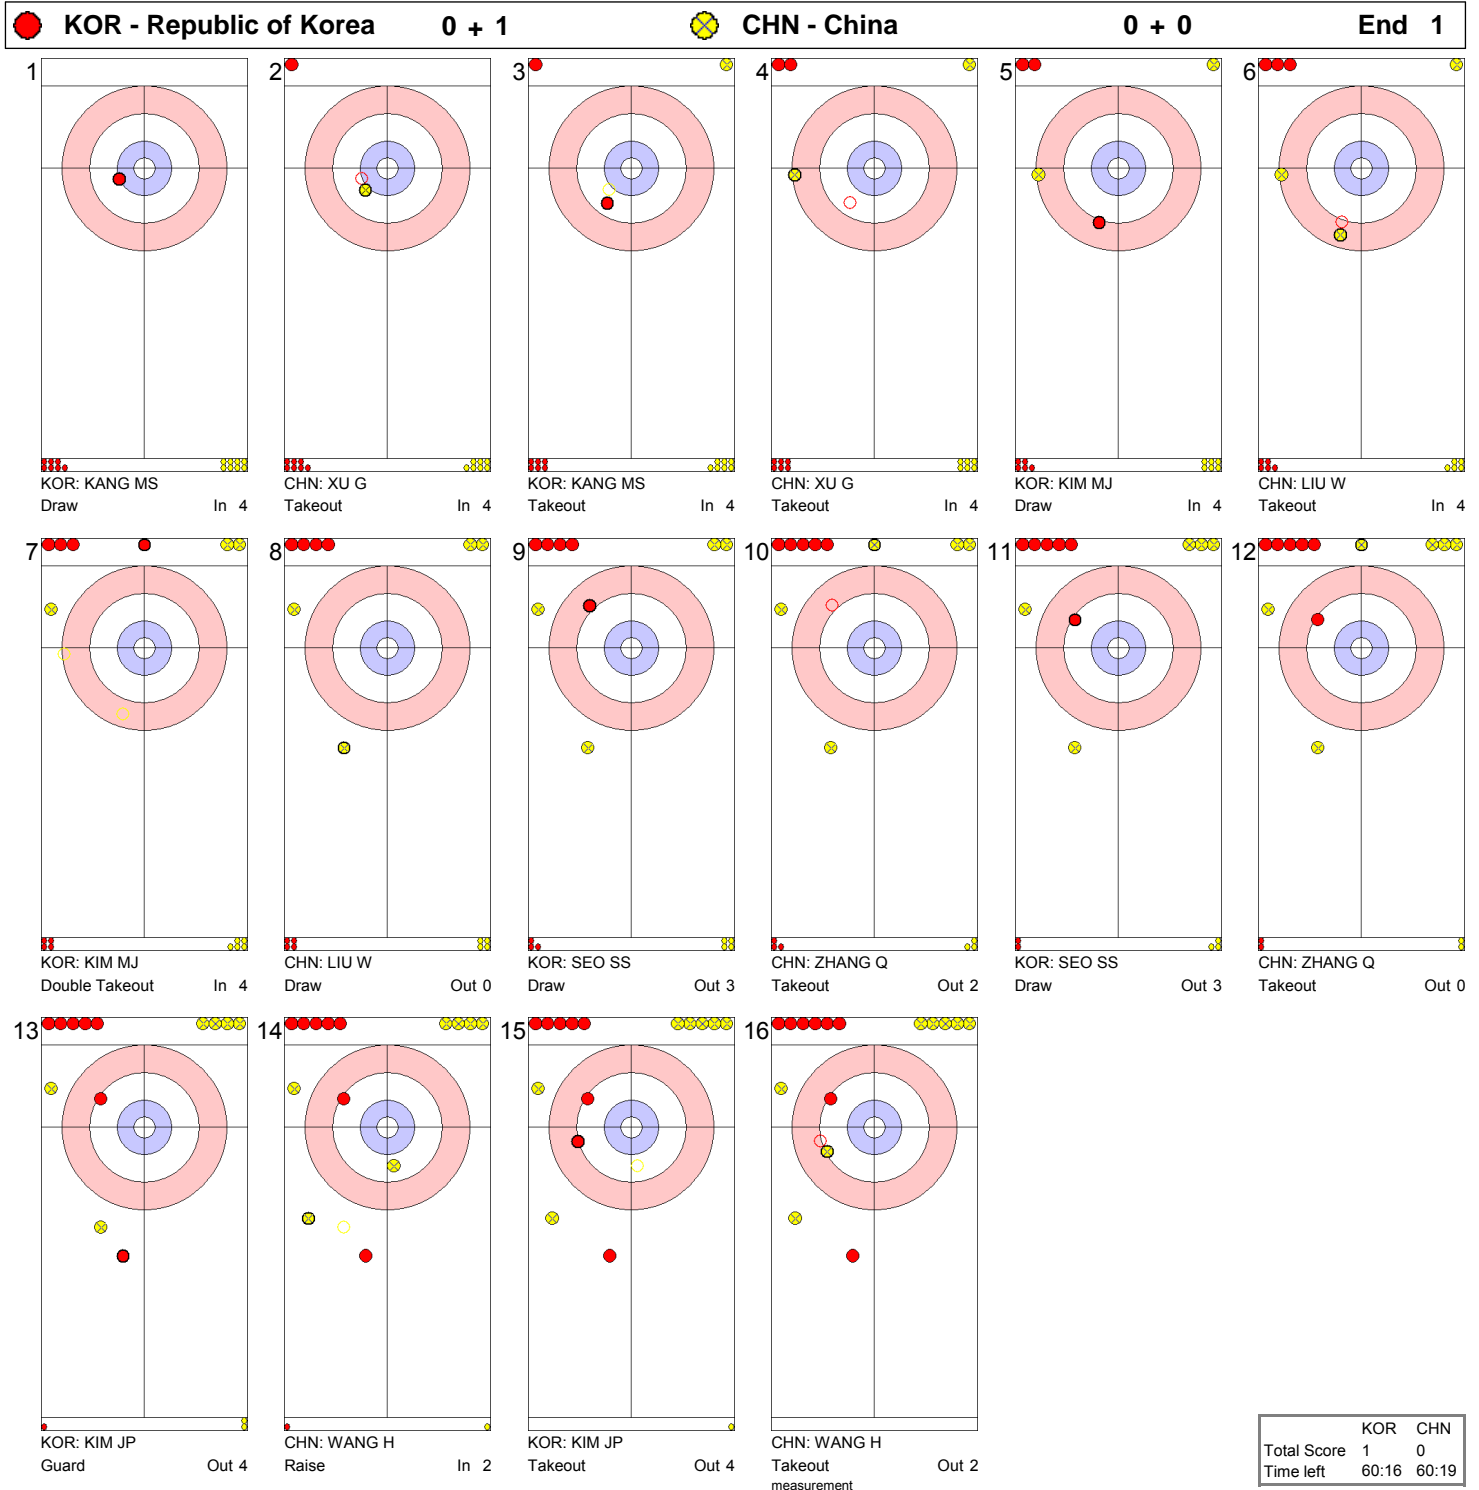 KOR - Republic of Korea 0 + 1 CHN - China 0 + 0 End 1
1 2 3 4 5 6
KOR: KANG MS CHN: XU G KOR: KANG MS CHN: XU G KOR: KIM MJ CHN: LIU W
Draw In 4 Takeout In 4 Takeout In 4 Takeout In 4 Draw In 4 Takeout In 4
7 8 9 10 11 12
KOR: KIM MJ CHN: LIU W KOR: SEO SS CHN: ZHANG Q KOR: SEO SS CHN: ZHANG Q
Double Takeout In 4 Draw Out 0 Draw Out 3 Takeout Out 2 Draw Out 3 Takeout Out 0
13 14 15 16
KOR: KIM JP CHN: WANG H KOR: KIM JP CHN: WANG H
Guard Out 4 Raise In 2 Takeout Out 4 Takeout Out 2
measurement
KOR CHN
Total Score 1 0
Time left 60:16 60:19